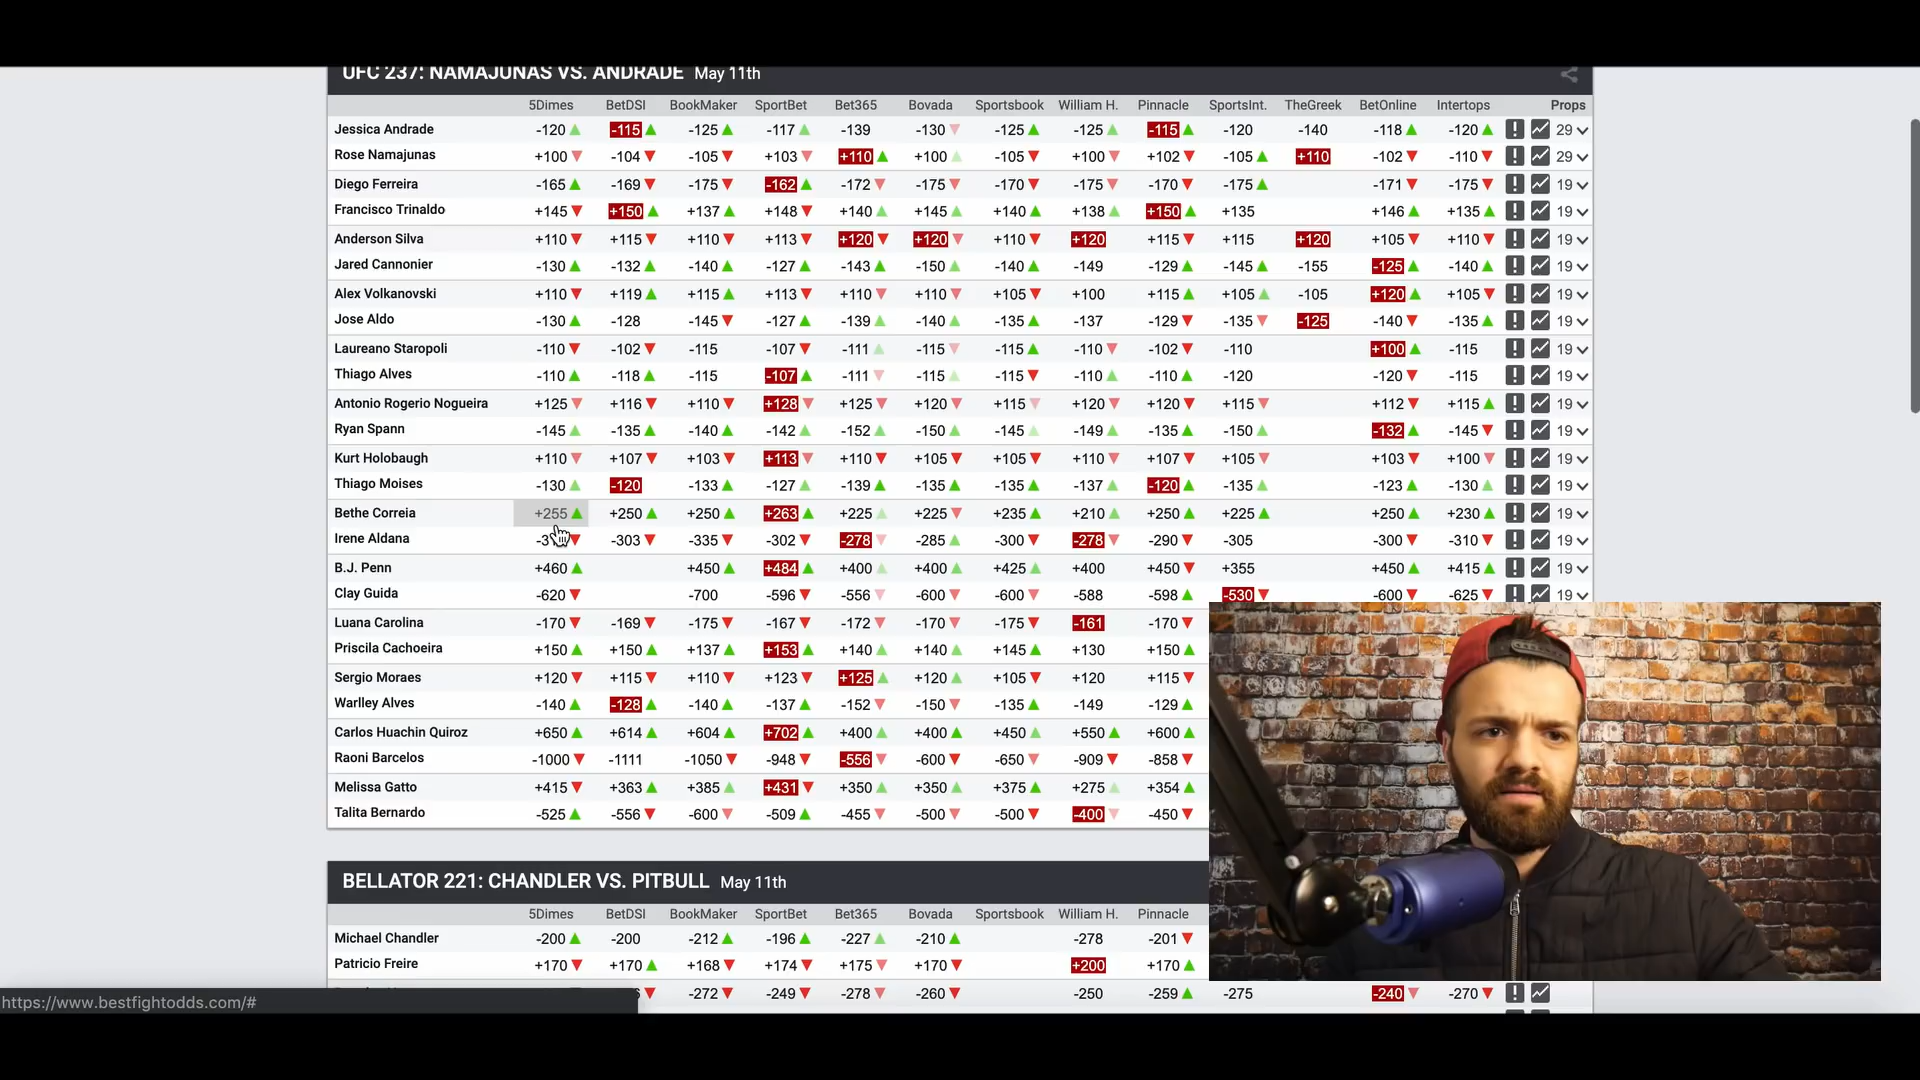 UFC 237: NAMAJUNAS VS. ANDRADE May 11th
5Dimes BetDSI BookMaker SportBet Bet365 Bovada Sportsbook William H. Pinnacle SportsInt. TheGreek BetOnline Intertops Props
Jessica Andrade -120 -115 -125 -117 -139 -130 -125 -125 -115 -120 -140 -118 -120 29
Rose Namajunas +100 -104 -105 +103 +110 +100 -105 +100 +102 -105 +110 -102 -110 29
Diego Ferreira -165 -169 -175 -162 -172 -175 -170 -175 -170 -175 -171 -175 19
Francisco Trinaldo +145 +150 +137 +148 +140 +145 +140 +138 +150 +135 +146 +135 19
Anderson Silva +110 +115 +110 +113 +120 +120 +110 +120 +115 +115 +120 +105 +110 19
Jared Cannonier -130 -132 -140 -127 -143 -150 -140 -149 -129 -145 -155 -125 -140 19
Alex Volkanovski +110 +119 +115 +113 +110 +110 +105 +100 +115 +105 -105 +120 +105 19
Jose Aldo -130 -128 -145 -127 -139 -140 -135 -137 -129 -135 -125 -140 -135 19
Laureano Staropoli -110 -102 -115 -107 -111 -115 -115 -110 -102 -110 +100 -115 19
Thiago Alves -110 -118 -115 -107 -111 -115 -115 -110 -110 -120 -120 -115 19
Antonio Rogerio Nogueira +125 +116 +110 +128 +125 +120 +115 +120 +120 +115 +112 +115 19
Ryan Spann -145 -135 -140 -142 -152 -150 -145 -149 -135 -150 -132 -145 19
Kurt Holobaugh +110 +107 +103 +113 +110 +105 +105 +110 +107 +105 +103 +100 19
Thiago Moises -130 -120 -133 -127 -139 -135 -135 -137 -120 -135 -123 -130 19
Bethe Correia +255 +250 +250 +263 +225 +225 +235 +210 +250 +225 +250 +230 19
Irene Aldana -303 -335 -302 -278 -285 -300 -278 -290 -305 -300 -310 19
B.J. Penn +460 +450 +484 +400 +400 +425 +400 +450 +355 +450 +415 19
Clay Guida -620 -700 -596 -556 -600 -600 -588 -598 -530 -600 -625 19
Luana Carolina -170 -169 -175 -167 -172 -170 -175 -161 -170
Priscila Cachoeira +150 +150 +137 +153 +140 +140 +145 +130 +150
Sergio Moraes +120 +115 +110 +123 +125 +120 +105 +120 +115
Warlley Alves -140 -128 -140 -137 -152 -150 -135 -149 -129
Carlos Huachin Quiroz +650 +614 +604 +702 +400 +400 +450 +550 +600
Raoni Barcelos -1000 -1111 -1050 -948 -556 -600 -650 -909 -858
Melissa Gatto +415 +363 +385 +431 +350 +350 +375 +275 +354
Talita Bernardo -525 -556 -600 -509 -455 -500 -500 -400 -450
BELLATOR 221: CHANDLER VS. PITBULL May 11th
5Dimes BetDSI BookMaker SportBet Bet365 Bovada Sportsbook William H. Pinnacle
Michael Chandler -200 -200 -212 -196 -227 -210 -278 -201
Patricio Freire +170 +170 +168 +174 +175 +170 +200 +170
-272 -249 -278 -260 -250 -259 -275 -240 -270
https://www.bestfightodds.com/#